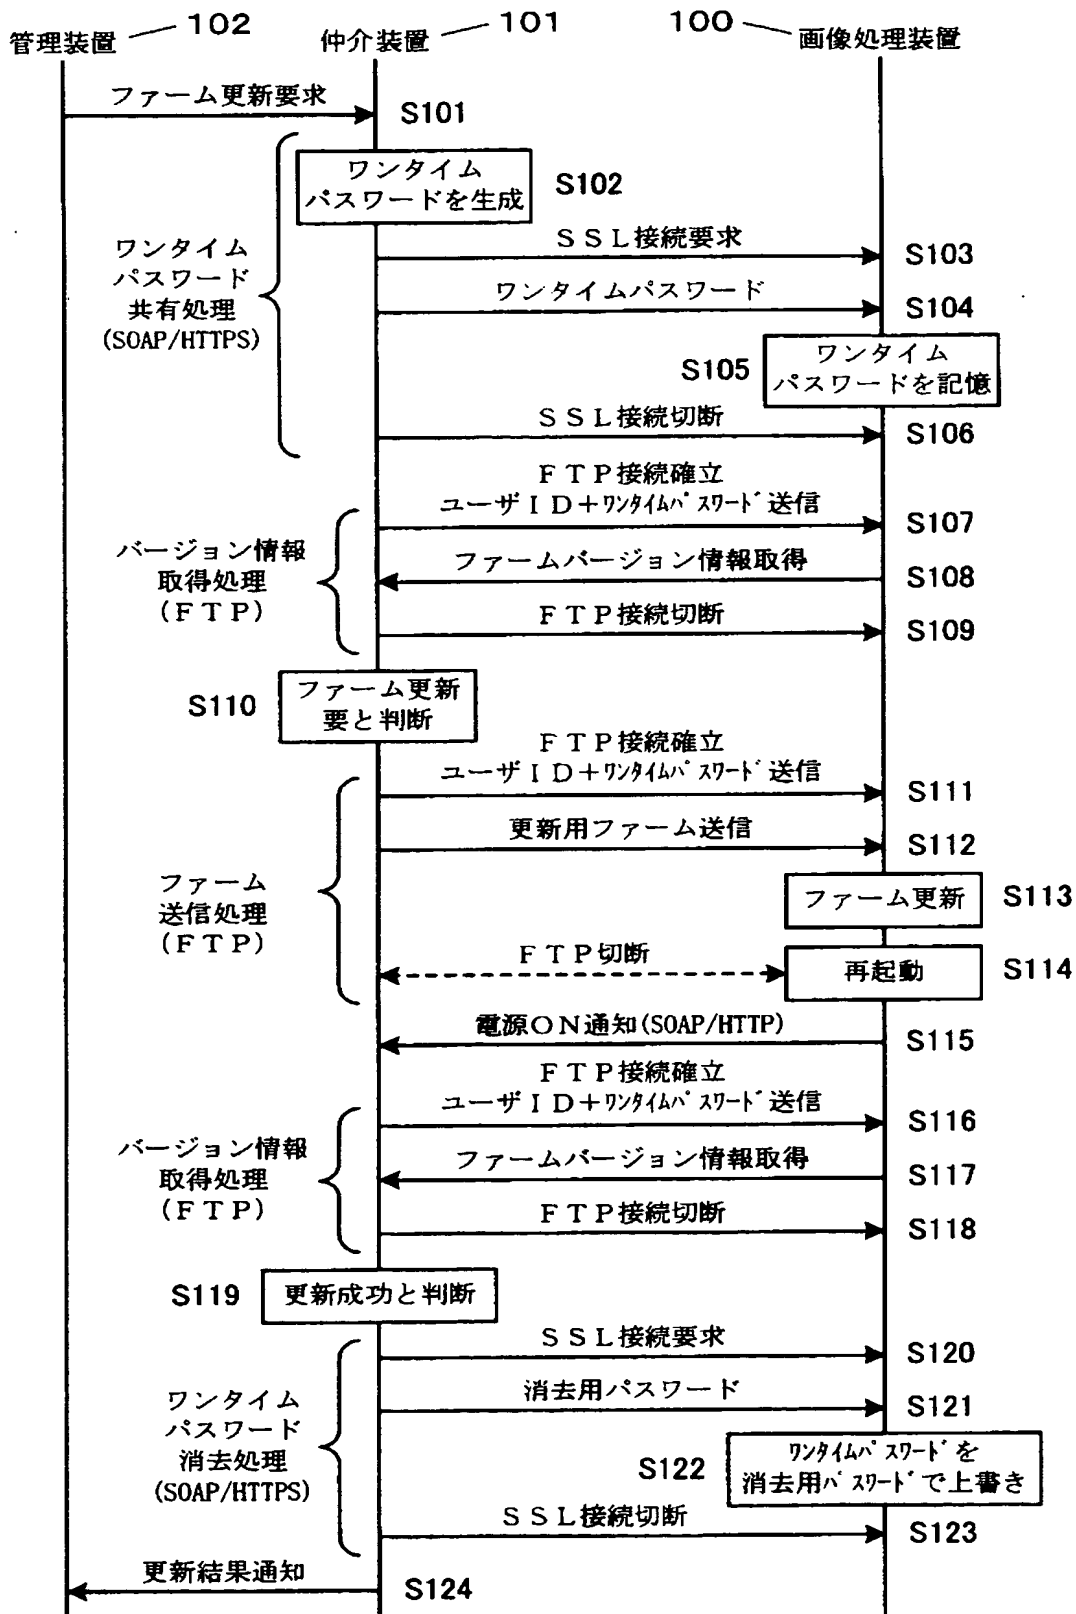 管理装置 102 仲介装置 101 100 画像処理装置
ファーム更新要求 S101
ワンタイム
パスワードを生成 S102
ワンタイム
パスワード
共有処理
(SOAP/HTTPS)
SSL接続要求 S103
ワンタイムパスワード S104
S105 ワンタイム
パスワードを記憶
SSL接続切断 S106
FTP接続確立
ユーザID+ワンタイムパスワード送信 S107
バージョン情報
取得処理
(FTP)
ファームバージョン情報取得 S108
FTP接続切断 S109
S110 ファーム更新
要と判断
FTP接続確立
ユーザID+ワンタイムパスワード送信 S111
更新用ファーム送信 S112
ファーム
送信処理
(FTP)
ファーム更新 S113
FTP切断 再起動 S114
電源ON通知(SOAP/HTTP) S115
FTP接続確立
ユーザID+ワンタイムパスワード送信 S116
バージョン情報
取得処理
(FTP)
ファームバージョン情報取得 S117
FTP接続切断 S118
S119 更新成功と判断
SSL接続要求 S120
消去用パスワード S121
ワンタイム
パスワード
消去処理
(SOAP/HTTPS)
S122 ワンタイムパスワードを
消去用パスワードで上書き
SSL接続切断 S123
更新結果通知 S124